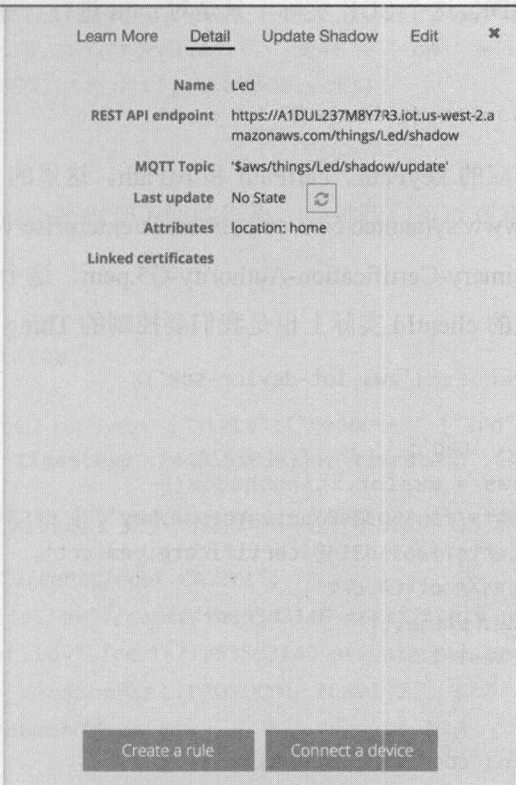 Learn More Detail Update Shadow Edit ✖
Name Led
REST API endpoint https://A1DUL237M8Y7R3.iot.us-west-2.a
mazonaws.com/things/Led/shadow
MQTT Topic '$aws/things/Led/shadow/update'
Last update No State
Attributes location: home
Linked certificates
Create a rule Connect a device